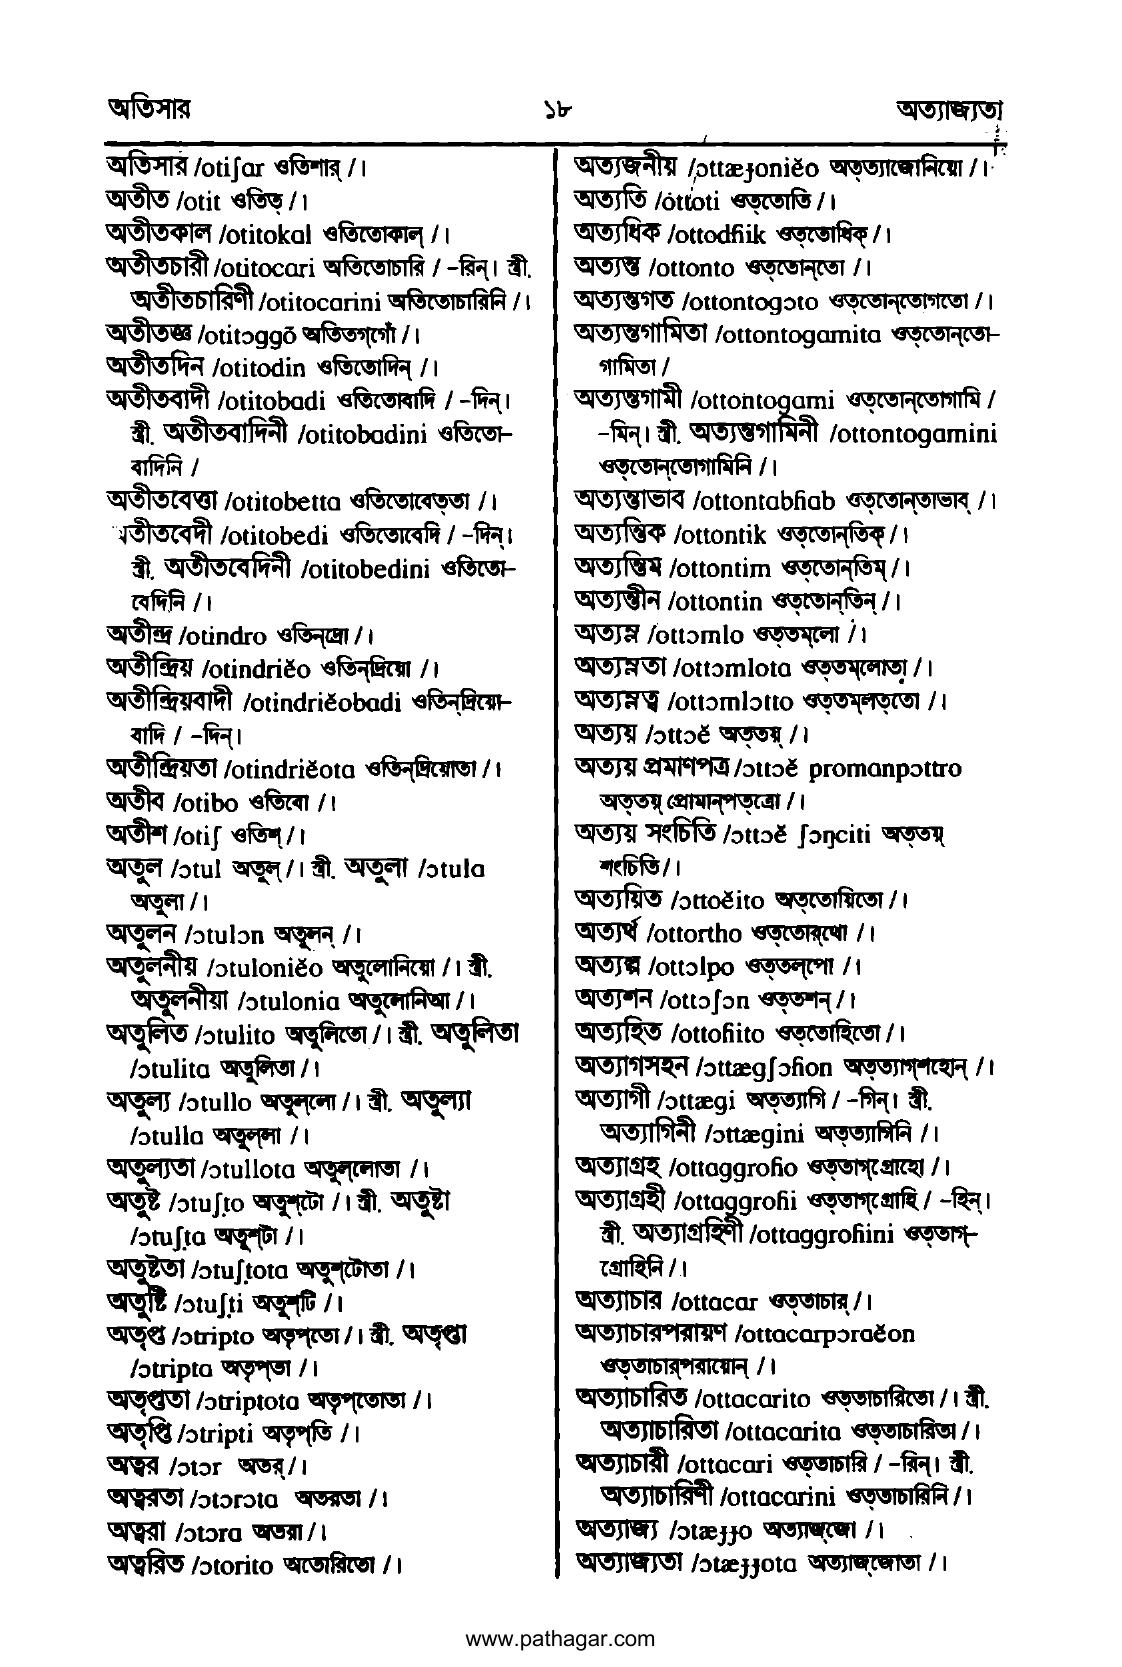 অতিসার ১৮ অত্যাজ্যতা
অতিসার /otiʃar ওতিশার্ /।
অতীত /otit ওতিত্ /।
অতীতকাল /otitokal ওতিতোকাল্ /।
অতীতচারী /otitocari অতিতোচারি / -রিন্। স্ত্রী.
অতীতচারিণী /otitocarini অতিতোচারিনি /।
অতীতজ্ঞ /otitɔggõ অতিতগ্‌গোঁ /।
অতীতদিন /otitodin ওতিতোদিন্ /।
অতীতবাদী /otitobadi ওতিতোবাদি / -দিন্।
স্ত্রী. অতীতবাদিনী /otitobadini ওতিতো-
বাদিনি /
অতীতবেত্তা /otitobetta ওতিতোবেত্‌তা /।
অতীতবেদী /otitobedi ওতিতোবেদি / -দিন্।
স্ত্রী. অতীতবেদিনী /otitobedini ওতিতো-
বেদিনি /।
অতীন্দ্র /otindro ওতিন্‌দ্রো /।
অতীন্দ্রিয় /otindriĕo ওতিন্‌দ্রিয়ো /।
অতীন্দ্রিয়বাদী /otindriĕobadi ওতিন্‌দ্রিয়ো-
বাদি / -দিন্।
অতীন্দ্রিয়তা /otindriĕota ওতিন্‌দ্রিয়োতা /।
অতীব /otibo ওতিবো /।
অতীশ /otiʃ ওতিশ্ /।
অতুল /ɔtul অতুল্ /। স্ত্রী. অতুলা /ɔtula
অতুলা /।
অতুলন /ɔtulɔn অতুলন্ /।
অতুলনীয় /ɔtuloniĕo অতুলোনিয়ো /। স্ত্রী.
অতুলনীয়া /ɔtulonia অতুলোনিআ /।
অতুলিত /ɔtulito অতুলিতো /। স্ত্রী. অতুলিতা
/ɔtulita অতুলিতা /।
অতুল্য /ɔtullo অতুল্‌লো /। স্ত্রী. অতুল্যা
/ɔtulla অতুল্‌লা /।
অতুল্যতা /ɔtullota অতুল্‌লোতা /।
অতুষ্ট /ɔtuʃṭo অতুশ্‌টো /। স্ত্রী. অতুষ্টা
/ɔtuʃṭa অতুশ্‌টা /।
অতুষ্টতা /ɔtuʃṭota অতুশ্‌টোতা /।
অতুষ্টি /ɔtuʃṭi অতুশ্‌টি /।
অতৃপ্ত /ɔtripto অতৃপ্‌তো /। স্ত্রী. অতৃপ্তা
/ɔtripta অতৃপ্‌তা /।
অতৃপ্ততা /ɔtriptota অতৃপ্‌তোতা /।
অতৃপ্তি /ɔtripti অতৃপ্‌তি /।
অত্বর /ɔtɔr অতর্ /।
অত্বরতা /ɔtɔrɔta অতরতা /।
অত্বরা /ɔtɔra অতরা /।
অত্বরিত /ɔtorito অতোরিতো /।
অত্যজনীয় /ɔttæɟoniĕo অত্‌ত্যাজোনিয়ো /।
অত্যতি /ottoti ওত্‌তোতি /।
অত্যধিক /ottodɦik ওত্‌তোধিক্ /।
অত্যন্ত /ottonto ওত্‌তোন্‌তো /।
অত্যন্তগত /ottontogɔto ওত্‌তোন্‌তোগতো /।
অত্যন্তগামিতা /ottontogamita ওত্‌তোন্‌তো-
গামিতা /
অত্যন্তগামী /ottontogami ওত্‌তোন্‌তোগামি /
-মিন্। স্ত্রী. অত্যন্তগামিনী /ottontogamini
ওত্‌তোন্‌তোগামিনি /।
অত্যন্তাভাব /ottontabɦab ওত্‌তোন্‌তাভাব্ /।
অত্যন্তিক /ottontik ওত্‌তোন্‌তিক্ /।
অত্যন্তিম /ottontim ওত্‌তোন্‌তিম্ /।
অত্যন্তীন /ottontin ওত্‌তোন্‌তিন্ /।
অত্যম্ল /ottɔmlo ওত্‌তম্‌লো /।
অত্যম্লতা /ottɔmlota ওত্‌তম্‌লোতা /।
অত্যম্লত্ব /ottɔmlɔtto ওত্‌তম্‌লত্‌তো /।
অত্যয় /ɔttɔĕ অত্‌তয়্ /।
অত্যয় প্রমাণপত্র /ɔttɔĕ promanpɔttro
অত্‌তয়্ প্রোমান্‌পত্‌ত্রো /।
অত্যয় সংচিতি /ɔttɔĕ ʃɔŋciti অত্‌তয়্
শংচিতি /।
অত্যয়িত /ɔttoĕito অত্‌তোয়িতো /।
অত্যর্থ /ottortho ওত্‌তোর্‌থো /।
অত্যল্প /ottɔlpo ওত্‌তল্‌পো /।
অত্যশন /ottɔʃɔn ওত্‌তশন্ /।
অত্যহিত /ottoɦito ওত্‌তোহিতো /।
অত্যাগসহন /ɔttægʃɔɦon অত্‌ত্যাগ্‌শহোন্ /।
অত্যাগী /ɔttægi অত্‌ত্যাগি / -গিন্। স্ত্রী.
অত্যাগিনী /ɔttægini অত্‌ত্যাগিনি /।
অত্যাগ্রহ /ottaggroɦo ওত্‌তাগ্‌গ্রোহো /।
অত্যাগ্রহী /ottaggroɦi ওত্‌তাগ্‌গ্রোহি / -হিন্।
স্ত্রী. অত্যাগ্রহিণী /ottaggroɦini ওত্‌তাগ্‌-
গ্রোহিনি /।
অত্যাচার /ottacar ওত্‌তাচার্ /।
অত্যাচারপরায়ণ /ottacarpɔraĕon
ওত্‌তাচার্‌পরায়োন্ /।
অত্যাচারিত /ottacarito ওত্‌তাচারিতো /। স্ত্রী.
অত্যাচারিতা /ottacarita ওত্‌তাচারিতা /।
অত্যাচারী /ottacari ওত্‌তাচারি / -রিন্। স্ত্রী.
অত্যাচারিণী /ottacarini ওত্‌তাচারিনি /।
অত্যাজ্য /ɔtæɟɟo অত্যাজ্‌জো /।
অত্যাজ্যতা /ɔtæɟɟota অত্যাজ্‌জোতা /।
www.pathagar.com